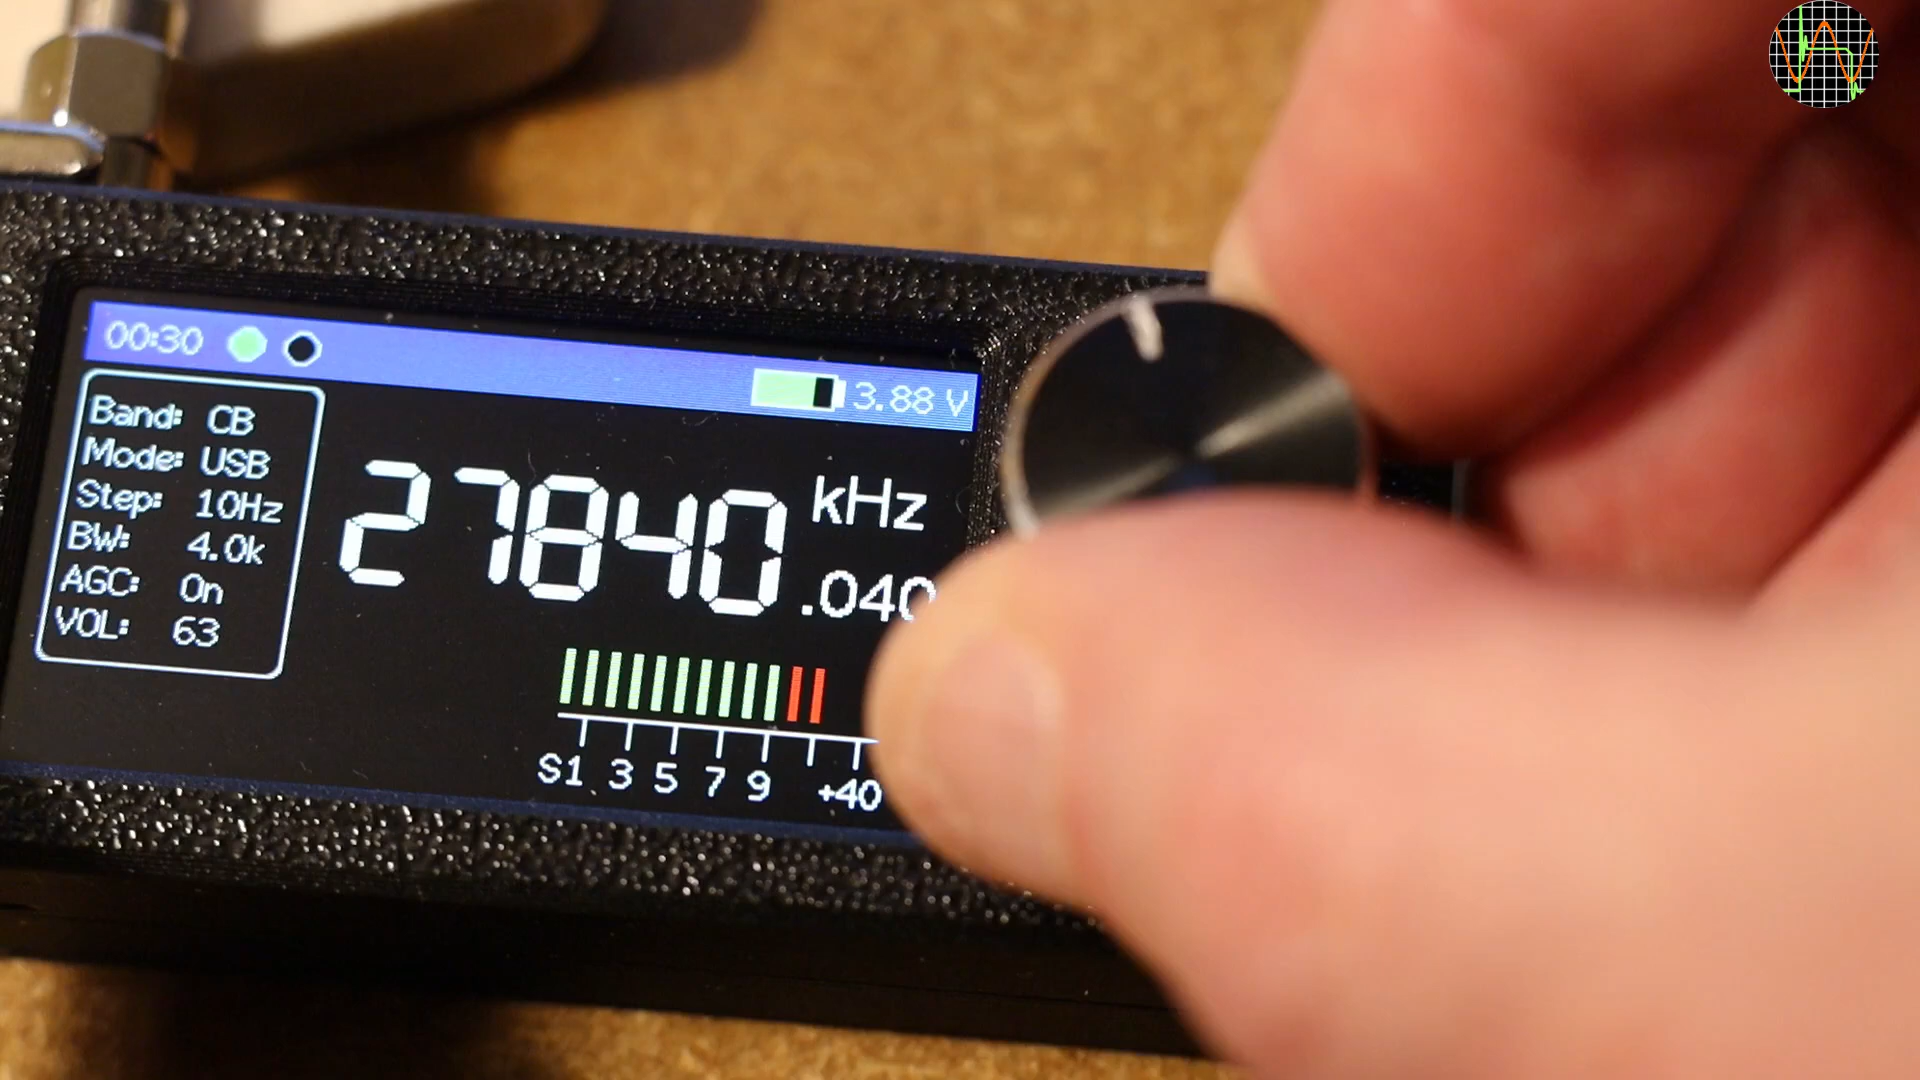 00:30 3.88 V
Band: CB
Mode: USB
Step: 10Hz
BW: 4.0k
AGC: On
VOL: 63
27840 kHz
.040
S1 3 5 7 9 +40